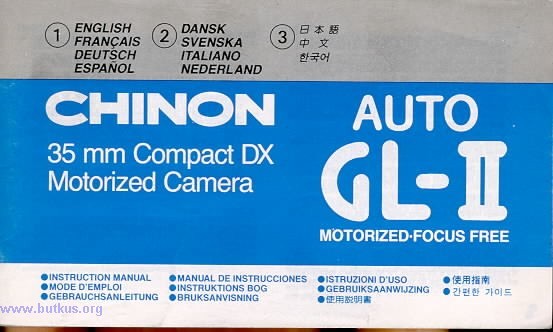 ① ENGLISH
FRANÇAIS
DEUTSCH
ESPAÑOL
② DANSK
SVENSKA
ITALIANO
NEDERLAND
③ 日本語
中文
한국어
CHINON
35 mm Compact DX
Motorized Camera
AUTO
GL-II
MOTORIZED·FOCUS FREE
●INSTRUCTION MANUAL
●MODE D'EMPLOI
●GEBRAUCHSANLEITUNG
●MANUAL DE INSTRUCCIONES
●INSTRUKTIONS BOG
●BRUKSANVISNING
●ISTRUZIONI D'USO
●GEBRUIKSAANWIJZING
●使用説明書
●使用指南
●간편한 가이드
www.butkus.org